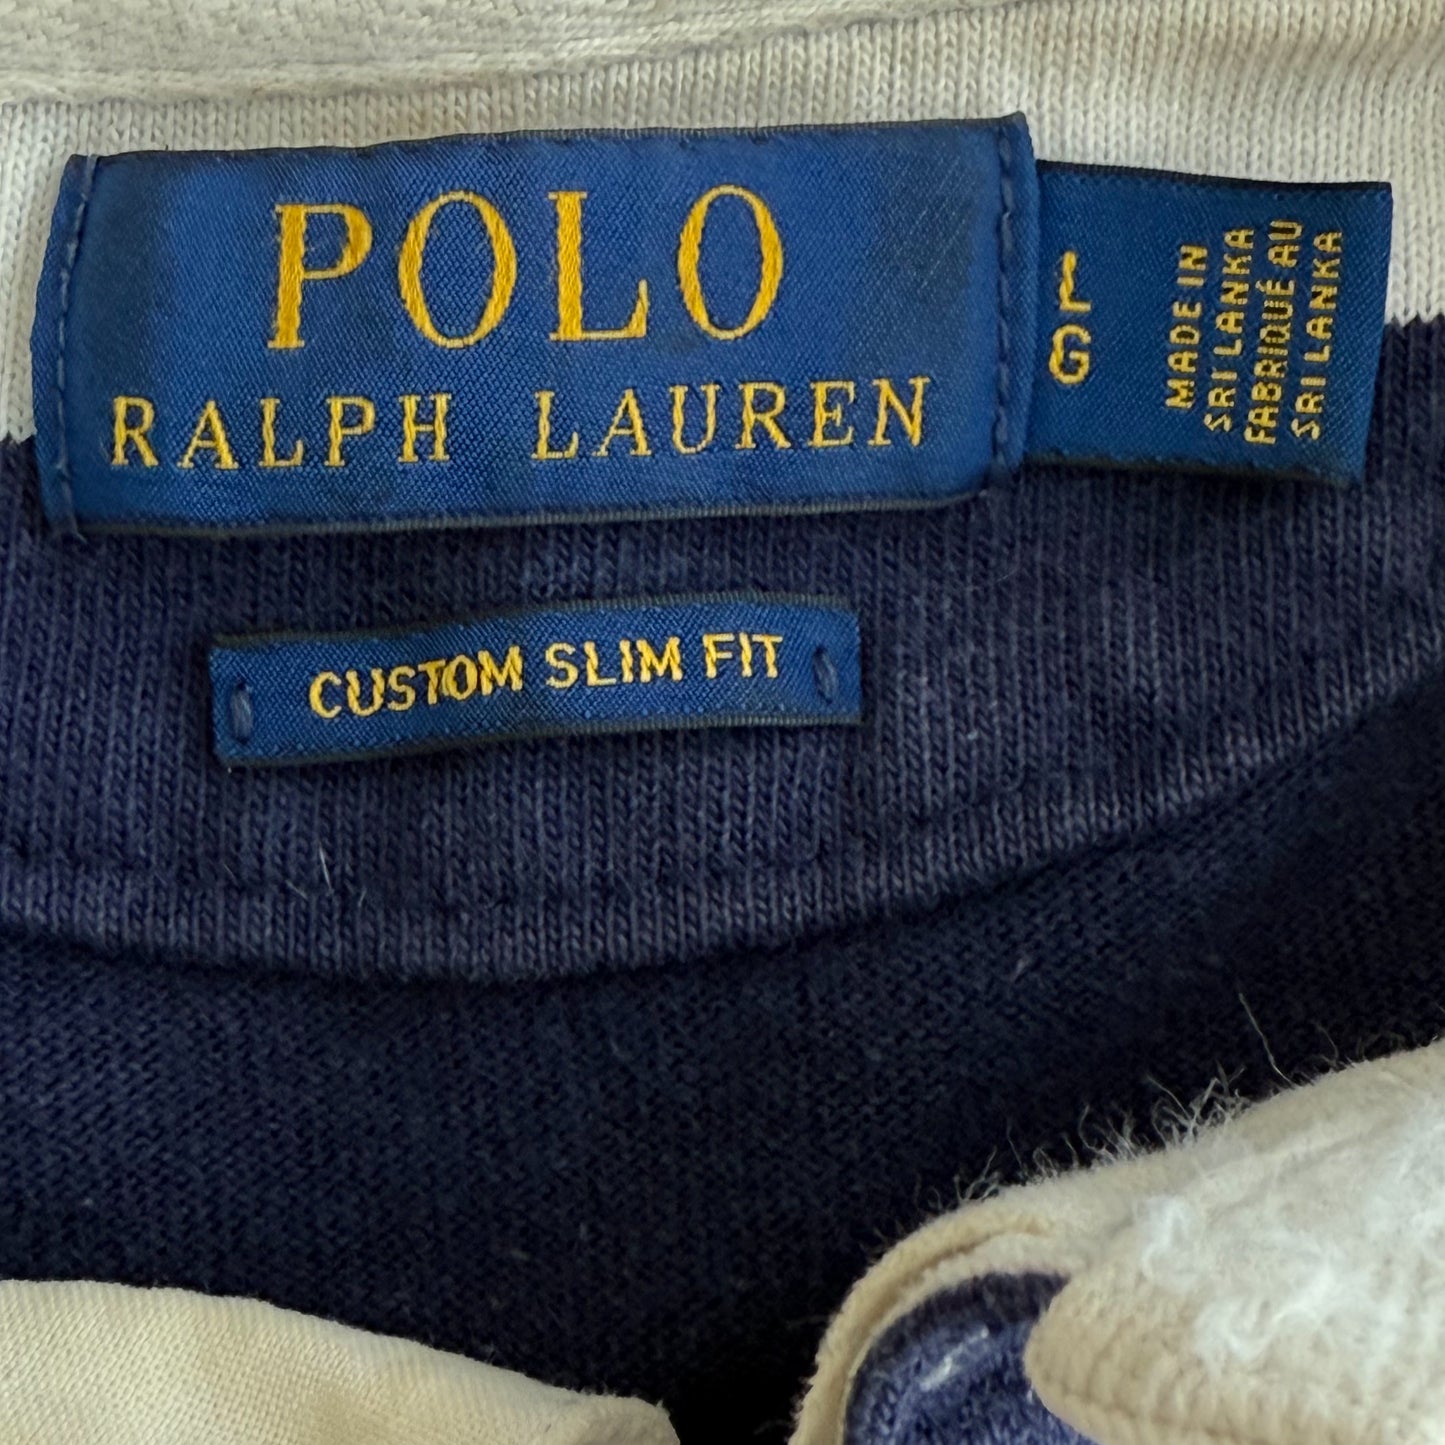 POLO
RALPH LAUREN
L
G
MADE IN
SRI LANKA
FABRIQUÉ AU
SRI LANKA
CUSTOM SLIM FIT